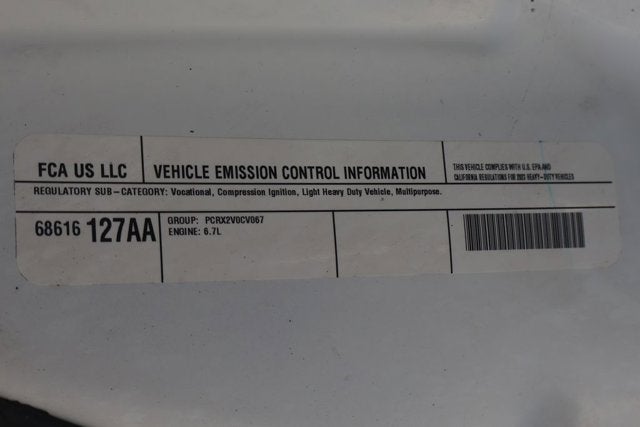 FCA US LLC
VEHICLE EMISSION CONTROL INFORMATION
THIS VEHICLE COMPLIES WITH U.S. EPA AND
CALIFORNIA REGULATIONS FOR 2023 HEAVY-DUTY VEHICLES
REGULATORY SUB-CATEGORY: Vocational, Compression Ignition, Light Heavy Duty Vehicle, Multipurpose.
68616 127AA
GROUP: PCRX2V0CV067
ENGINE: 6.7L